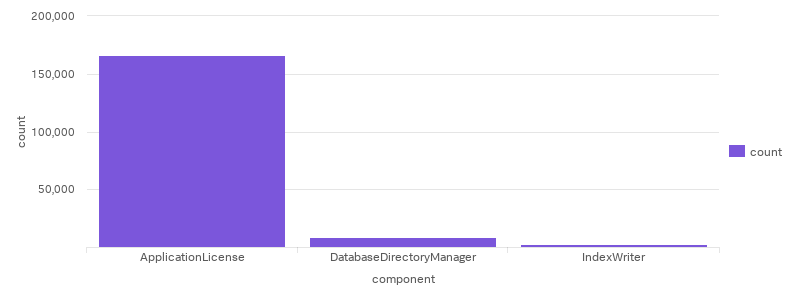 200,000
150,000
100,000
50,000
count
ApplicationLicense
DatabaseDirectoryManager
IndexWriter
component
count